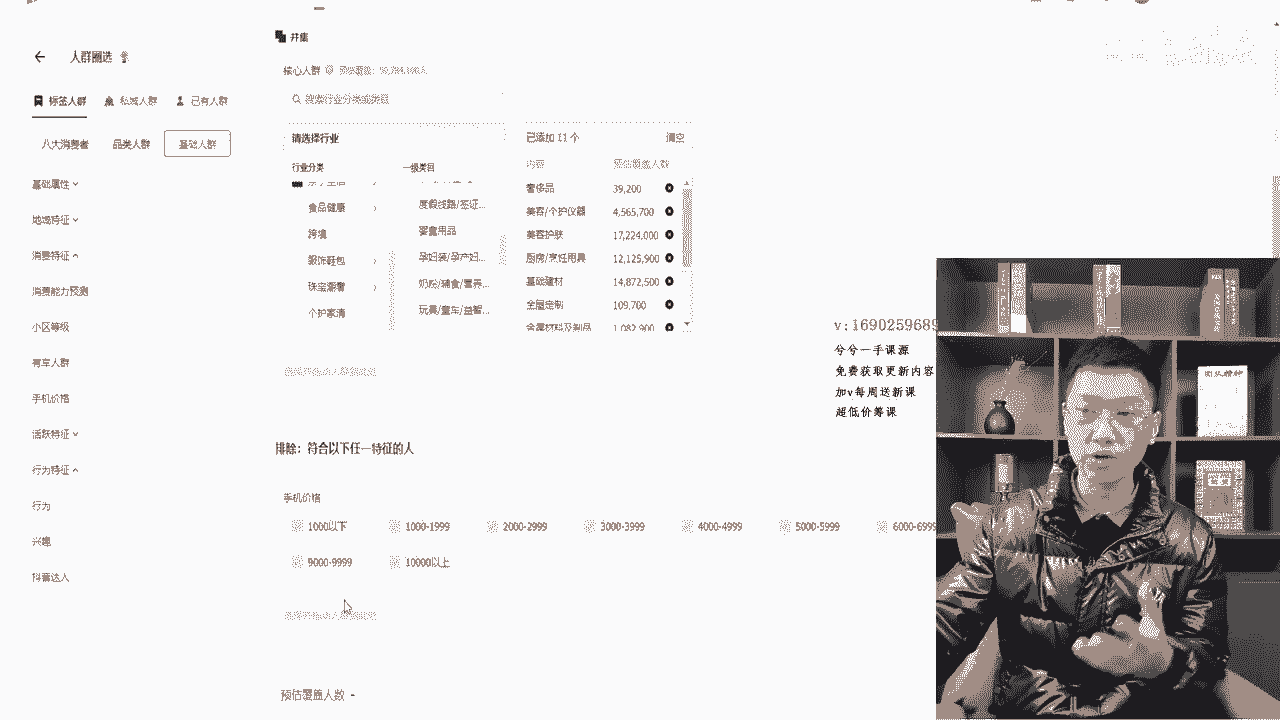 并集
人群圈选
核心人群
标签人群 私域人群 已有人群
搜索行业分类或类目
请选择行业 已添加 11 个 清空
八大消费者 品类人群 基础人群
行业分类 一级类目 内容 预估覆盖人数
基础属性
奢侈品 39,200
食品健康 度假线路/签证...
美容/个护仪器 4,565,700
地域特征
跨境 婴童用品
美容护肤 17,224,000
消费特征
服饰鞋包 孕妇装/孕产妇...
厨房/烹饪用具 12,125,900
消费能力预测
珠宝潮奢 奶粉/辅食/营养...
基础建材 14,872,500
个护家清 玩具/童车/益智...
全屋定制 109,700
小区等级
金属材料及制品 1,082,900
v:1690259689
兮兮一手课源
有车人群
免费获取更新内容
加v每周送新课
手机价格
超低价筹课
活跃特征
排除：符合以下任一特征的人
行为特征
手机价格
行为
1000以下 1000-1999 2000-2999 3000-3999 4000-4999 5000-5999 6000-6999
兴趣
9000-9999 10000以上
抖音达人
预估覆盖人数 -